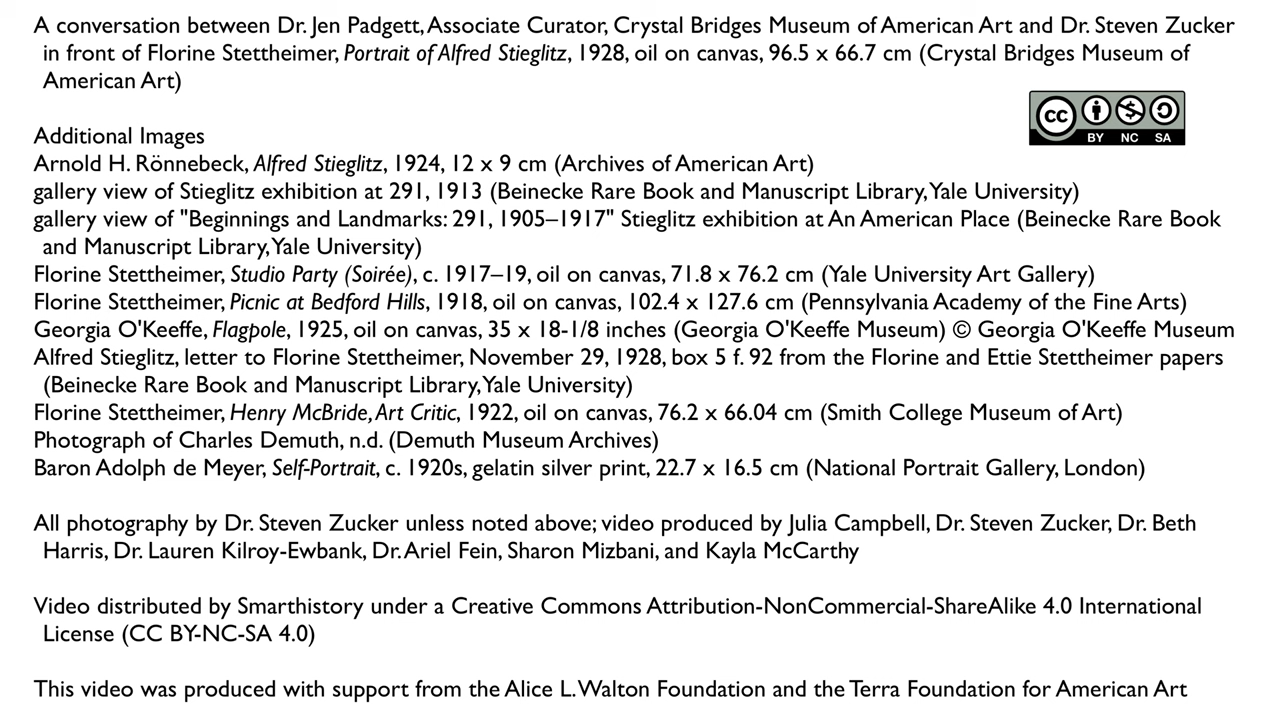 A conversation between Dr. Jen Padgett, Associate Curator, Crystal Bridges Museum of American Art and Dr. Steven Zucker
in front of Florine Stettheimer, Portrait of Alfred Stieglitz, 1928, oil on canvas, 96.5 x 66.7 cm (Crystal Bridges Museum of
American Art)
cc BY NC SA
Additional Images
Arnold H. Rönnebeck, Alfred Stieglitz, 1924, 12 x 9 cm (Archives of American Art)
gallery view of Stieglitz exhibition at 291, 1913 (Beinecke Rare Book and Manuscript Library, Yale University)
gallery view of "Beginnings and Landmarks: 291, 1905–1917" Stieglitz exhibition at An American Place (Beinecke Rare Book
and Manuscript Library, Yale University)
Florine Stettheimer, Studio Party (Soirée), c. 1917–19, oil on canvas, 71.8 x 76.2 cm (Yale University Art Gallery)
Florine Stettheimer, Picnic at Bedford Hills, 1918, oil on canvas, 102.4 x 127.6 cm (Pennsylvania Academy of the Fine Arts)
Georgia O'Keeffe, Flagpole, 1925, oil on canvas, 35 x 18-1/8 inches (Georgia O'Keeffe Museum) © Georgia O'Keeffe Museum
Alfred Stieglitz, letter to Florine Stettheimer, November 29, 1928, box 5 f. 92 from the Florine and Ettie Stettheimer papers
(Beinecke Rare Book and Manuscript Library, Yale University)
Florine Stettheimer, Henry McBride, Art Critic, 1922, oil on canvas, 76.2 x 66.04 cm (Smith College Museum of Art)
Photograph of Charles Demuth, n.d. (Demuth Museum Archives)
Baron Adolph de Meyer, Self-Portrait, c. 1920s, gelatin silver print, 22.7 x 16.5 cm (National Portrait Gallery, London)
All photography by Dr. Steven Zucker unless noted above; video produced by Julia Campbell, Dr. Steven Zucker, Dr. Beth
Harris, Dr. Lauren Kilroy-Ewbank, Dr. Ariel Fein, Sharon Mizbani, and Kayla McCarthy
Video distributed by Smarthistory under a Creative Commons Attribution-NonCommercial-ShareAlike 4.0 International
License (CC BY-NC-SA 4.0)
This video was produced with support from the Alice L. Walton Foundation and the Terra Foundation for American Art